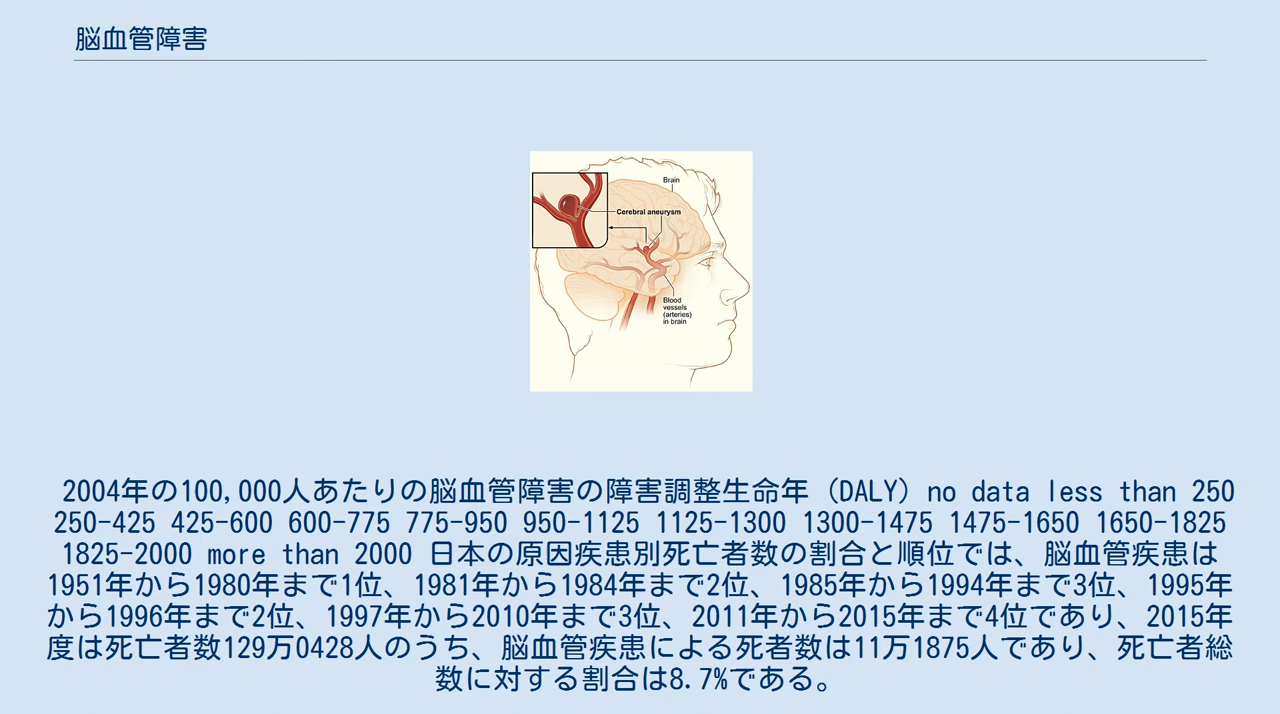 脳血管障害
Brain
Cerebral aneurysm
Blood
vessels
(arteries)
in brain
2004年の100,000人あたりの脳血管障害の障害調整生命年（DALY）no data less than 250
250-425 425-600 600-775 775-950 950-1125 1125-1300 1300-1475 1475-1650 1650-1825
1825-2000 more than 2000 日本の原因疾患別死亡者数の割合と順位では、脳血管疾患は
1951年から1980年まで1位、1981年から1984年まで2位、1985年から1994年まで3位、1995年
から1996年まで2位、1997年から2010年まで3位、2011年から2015年まで4位であり、2015年
度は死亡者数129万0428人のうち、脳血管疾患による死者数は11万1875人であり、死亡者総
数に対する割合は8.7%である。